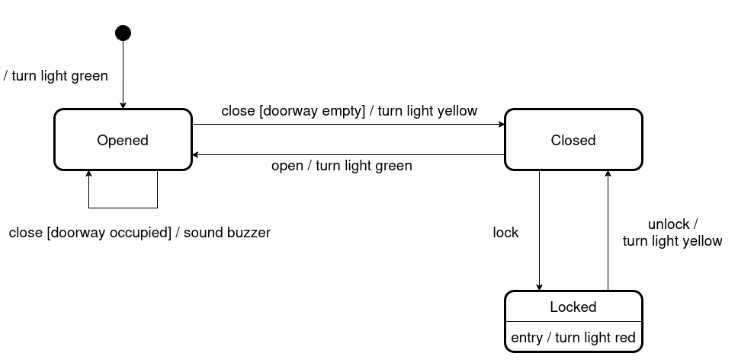 / turn light green
close [doorway empty] / turn light yellow
Opened
Closed
open / turn light green
close [doorway occupied] / sound buzzer
lock
unlock /
turn light yellow
Locked
entry / turn light red